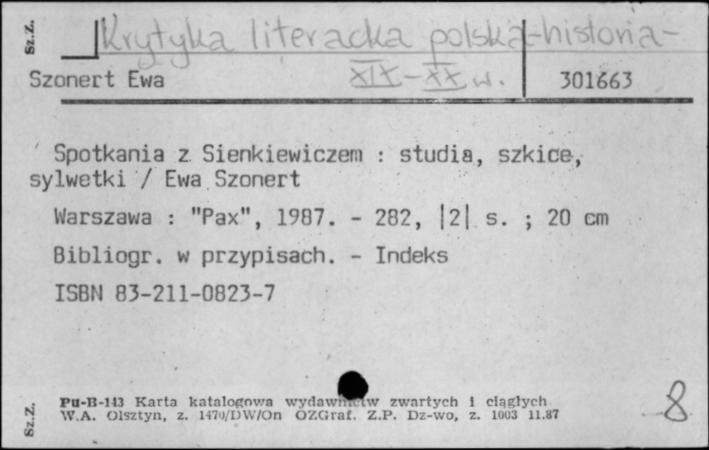 Sz.Z.
Krytyka literacka polska-historia-
XIX-XX w.
Szonert Ewa
301663
Spotkania z Sienkiewiczem : studia, szkice,
sylwetki / Ewa Szonert
Warszawa : "Pax", 1987. - 282, |2| s. ; 20 cm
Bibliogr. w przypisach. - Indeks
ISBN 83-211-0823-7
Sz.Z.
Pu-B-143 Karta katalogowa wydawnictw zwartych i ciągłych
W.A. Olsztyn, z. 1470/DW/On OZGraf. Z.P. Dz-wo, z. 1003 11.87
8